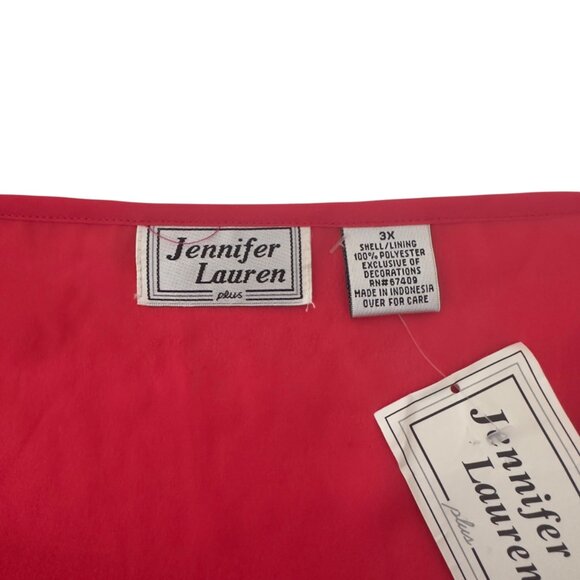 Jennifer
Lauren
plus
3X
SHELL/LINING
100% POLYESTER
EXCLUSIVE OF
DECORATIONS
RN#67409
MADE IN INDONESIA
OVER FOR CARE
Jennifer
Lauren
plus